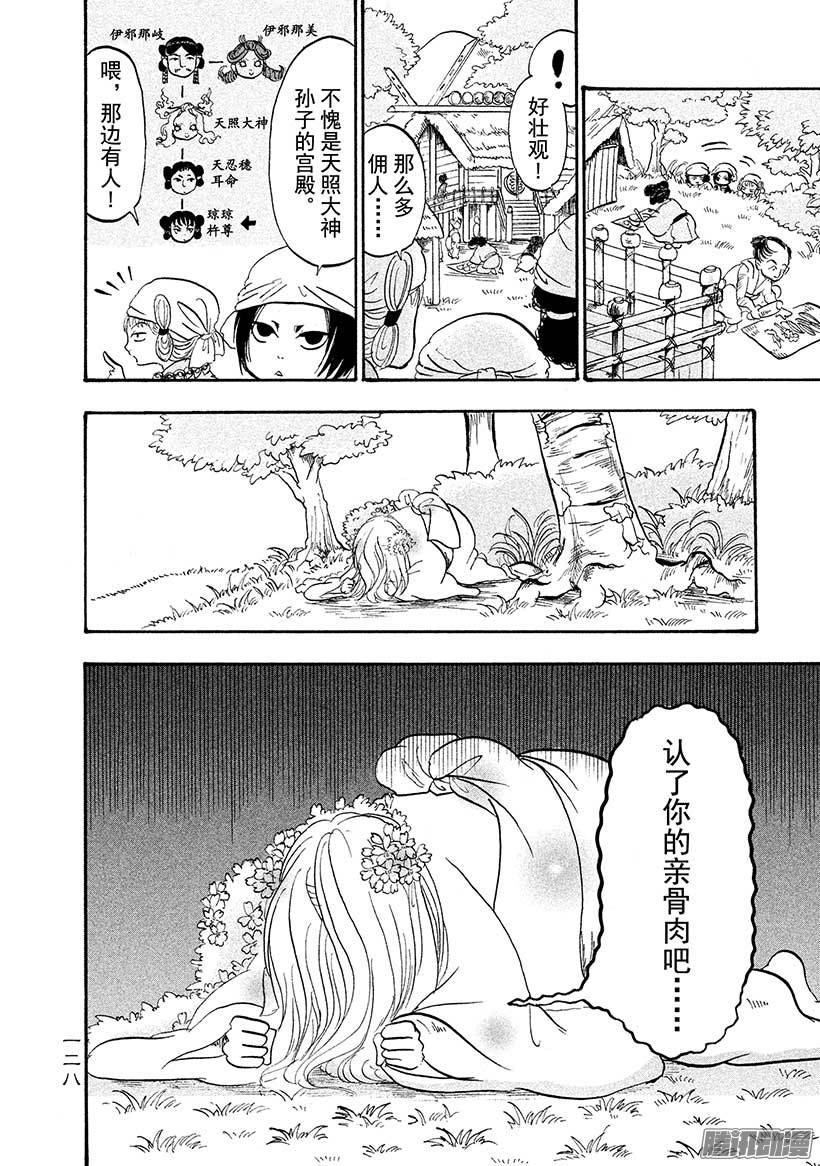 ！
好壮观！
那么多
佣人……
不愧是天照大神
孙子的宫殿。
伊邪那岐
伊邪那美
天照大神
天忍穗
耳命
琼琼
杵尊
喂，那边有人！
认了你的亲骨肉吧……
一二八
腾讯动漫